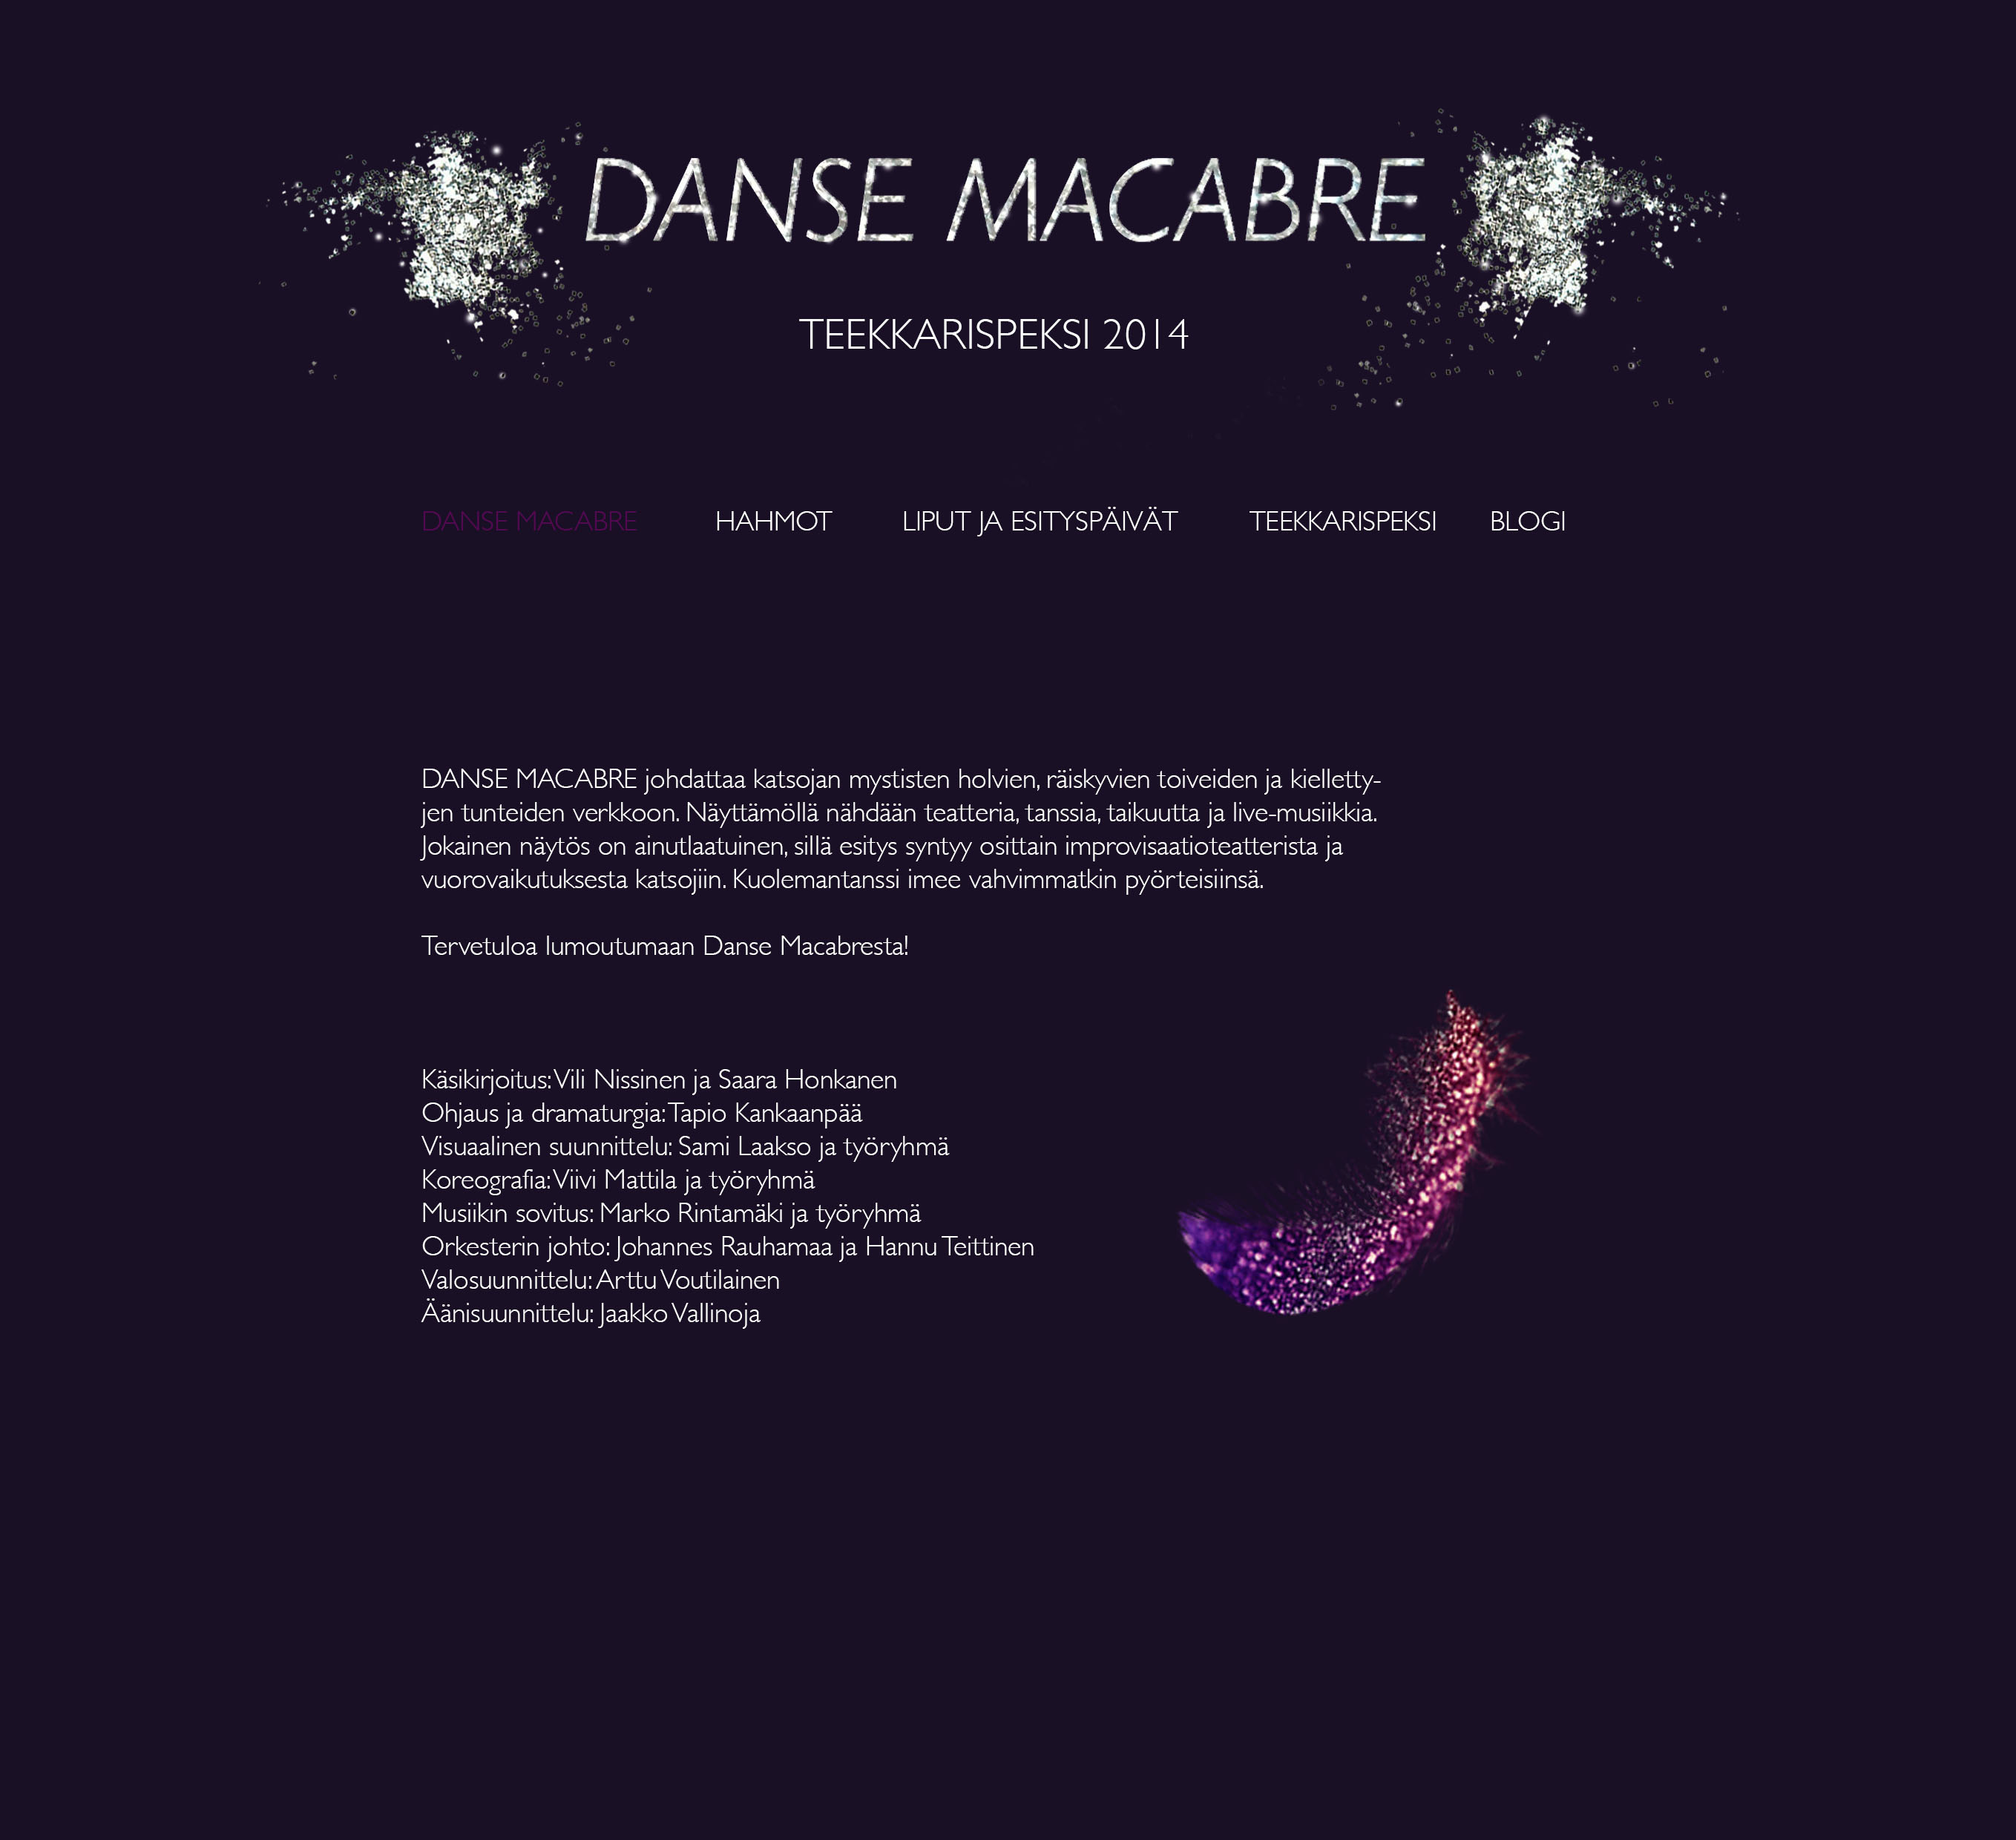 DANSE MACABRE
TEEKKARISPEKSI 2014
DANSE MACABRE HAHMOT LIPUT JA ESITYSPÄIVÄT TEEKKARISPEKSI BLOGI
DANSE MACABRE johdattaa katsojan mystisten holvien, räiskyvien toiveiden ja kielletty-
jen tunteiden verkkoon. Näyttämöllä nähdään teatteria, tanssia, taikuutta ja live-musiikkia.
Jokainen näytös on ainutlaatuinen, sillä esitys syntyy osittain improvisaatioteatterista ja
vuorovaikutuksesta katsojiin. Kuolemantanssi imee vahvimmatkin pyörteisiinsä.
Tervetuloa lumoutumaan Danse Macabresta!
Käsikirjoitus: Vili Nissinen ja Saara Honkanen
Ohjaus ja dramaturgia: Tapio Kankaanpää
Visuaalinen suunnittelu: Sami Laakso ja työryhmä
Koreografia: Viivi Mattila ja työryhmä
Musiikin sovitus: Marko Rintamäki ja työryhmä
Orkesterin johto: Johannes Rauhamaa ja Hannu Teittinen
Valosuunnittelu: Arttu Voutilainen
Äänisuunnittelu: Jaakko Vallinoja